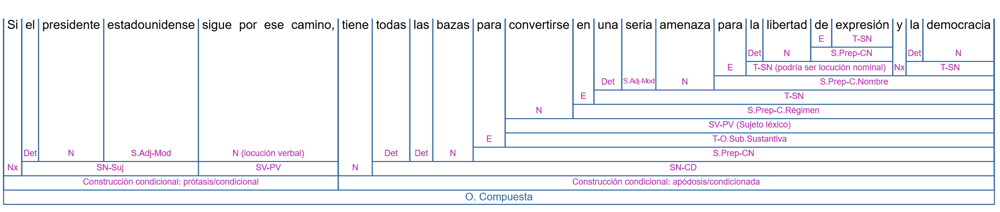 Si el presidente estadounidense sigue por ese camino, tiene todas las bazas para convertirse en una seria amenaza para la libertad de expresión y la democracia
E T-SN
Det N S.Prep-CN Det N
E T-SN (podría ser locución nominal) Nx T-SN
Det S.Adj-Mod N S.Prep-C.Nombre
E T-SN
N S.Prep-C.Régimen
SV-PV (Sujeto léxico)
E T-O.Sub.Sustantiva
Det N S.Adj-Mod N (locución verbal) Det Det N S.Prep-CN
Nx SN-Suj SV-PV N SN-CD
Construcción condicional: prótasis/condicional Construcción condicional: apódosis/condicionada
O. Compuesta